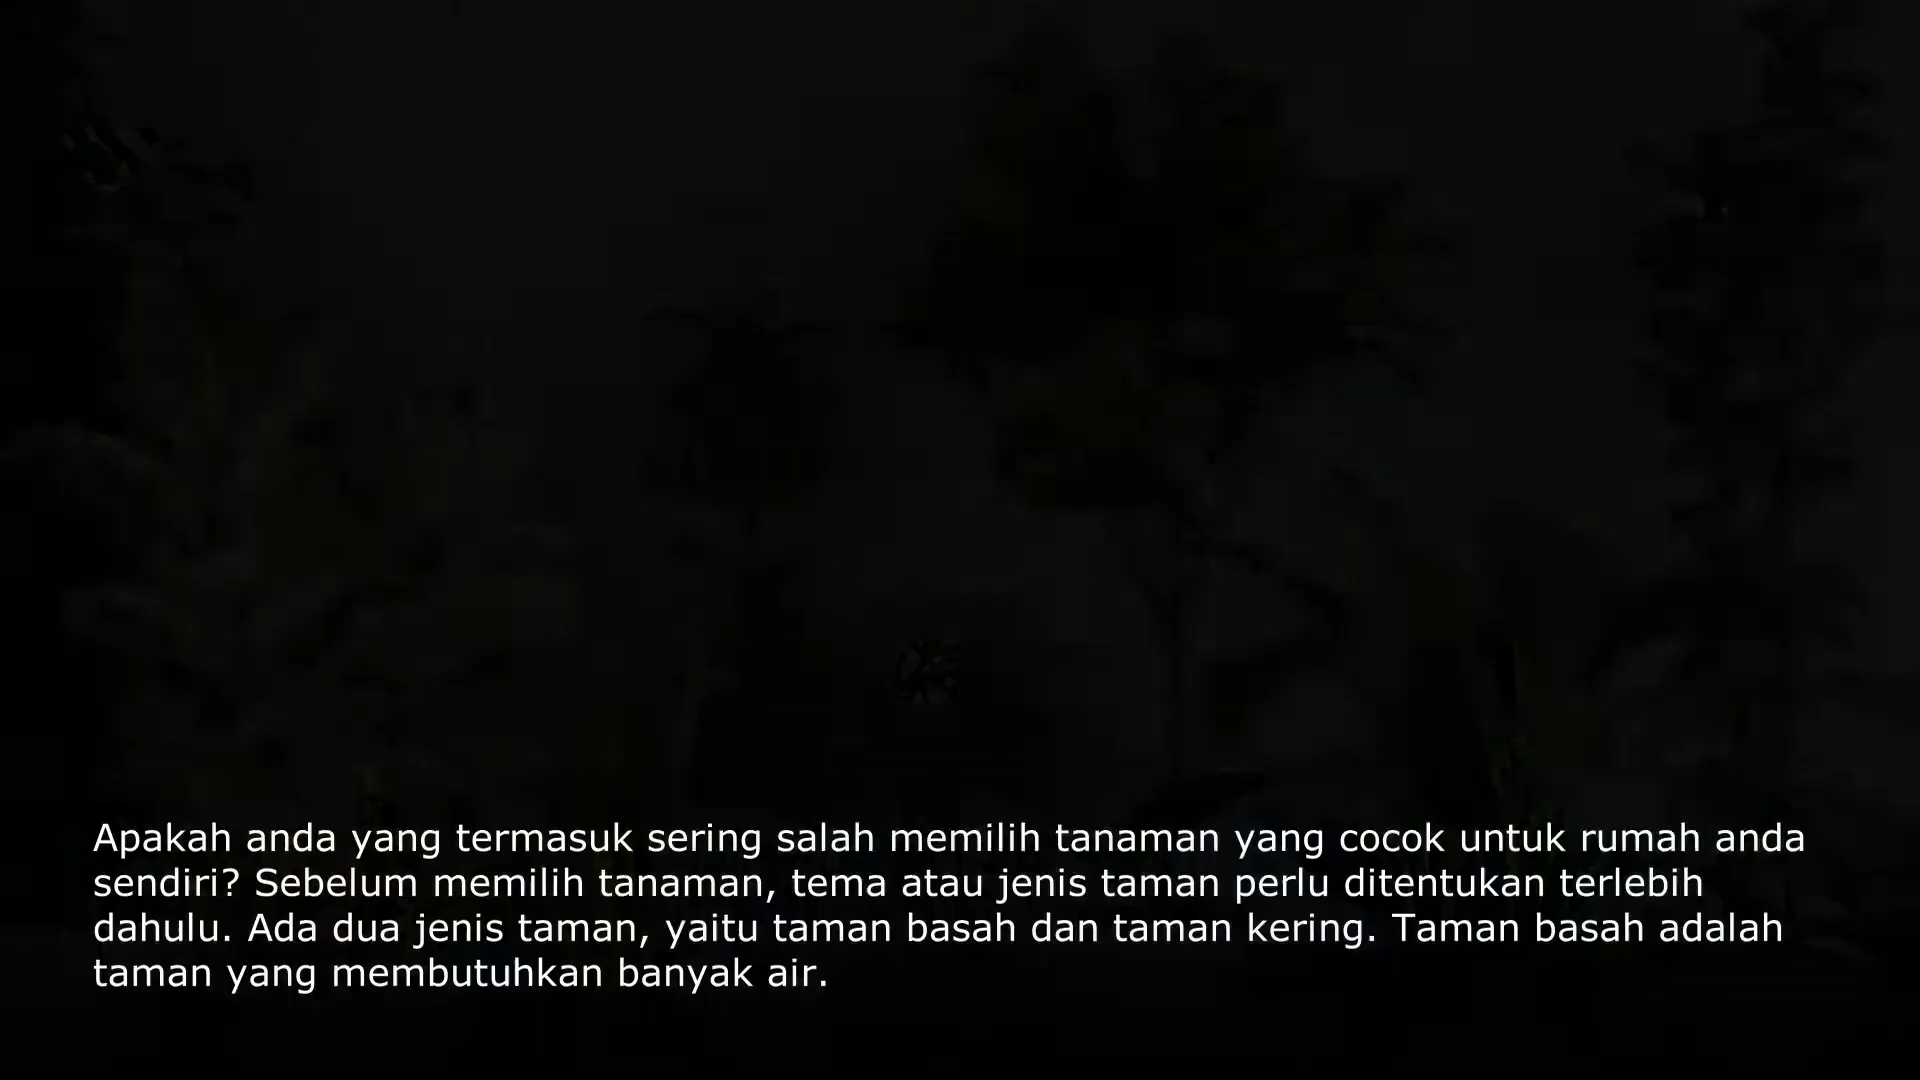 Apakah anda yang termasuk sering salah memilih tanaman yang cocok untuk rumah anda
sendiri? Sebelum memilih tanaman, tema atau jenis taman perlu ditentukan terlebih
dahulu. Ada dua jenis taman, yaitu taman basah dan taman kering. Taman basah adalah
taman yang membutuhkan banyak air.